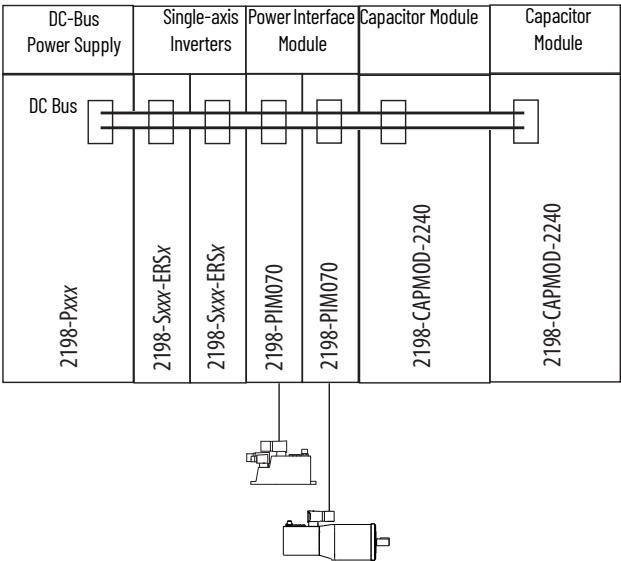 DC-Bus
Power Supply
Single-axis
Inverters
Power Interface
Module
Capacitor Module
Capacitor
Module
DC Bus
2198-Pxxx
2198-Sxxx-ERSx
2198-Sxxx-ERSx
2198-PIM070
2198-PIM070
2198-CAPMOD-2240
2198-CAPMOD-2240